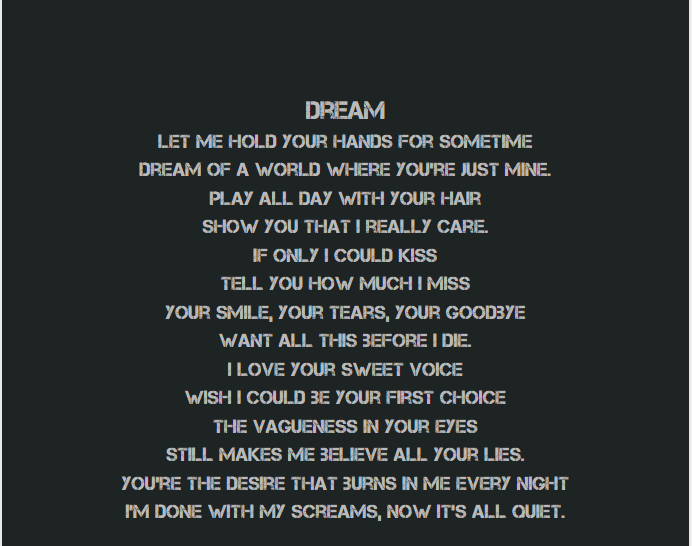 DREAM
LET ME HOLD YOUR HANDS FOR SOMETIME
DREAM OF A WORLD WHERE YOU'RE JUST MINE.
PLAY ALL DAY WITH YOUR HAIR
SHOW YOU THAT I REALLY CARE.
IF ONLY I COULD KISS
TELL YOU HOW MUCH I MISS
YOUR SMILE, YOUR TEARS, YOUR GOODBYE
WANT ALL THIS BEFORE I DIE.
I LOVE YOUR SWEET VOICE
WISH I COULD BE YOUR FIRST CHOICE
THE VAGUENESS IN YOUR EYES
STILL MAKES ME BELIEVE ALL YOUR LIES.
YOU'RE THE DESIRE THAT BURNS IN ME EVERY NIGHT
I'M DONE WITH MY SCREAMS, NOW IT'S ALL QUIET.